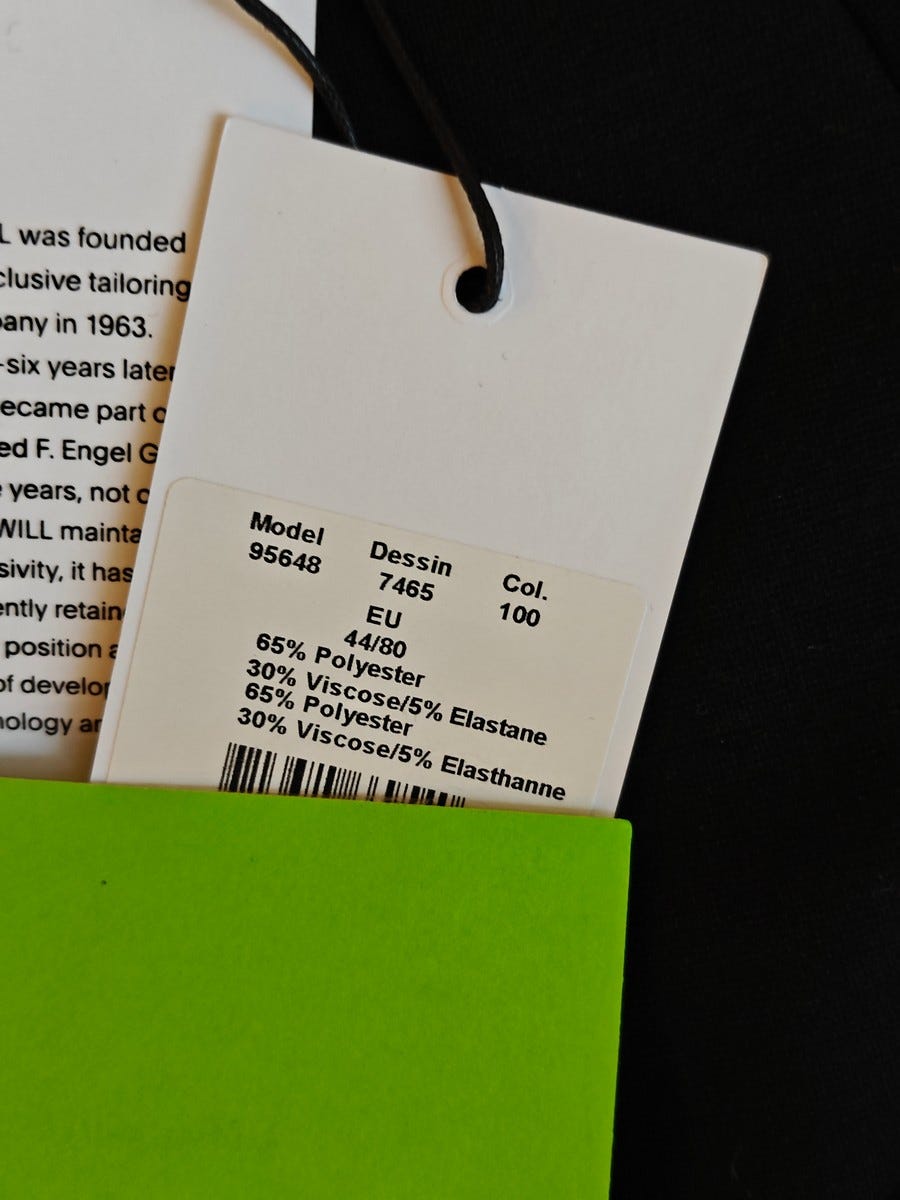 L was founded
clusive tailoring
any in 1963.
-six years later
ecame part
ed F. Engel G
years, not
WILL mainta
sivity, it has
ently retain
position
of develo
nology
Model Dessin Col.
95648 7465 100
EU
44/80
65% Polyester
30% Viscose/5% Elastane
65% Polyester
30% Viscose/5% Elasthanne